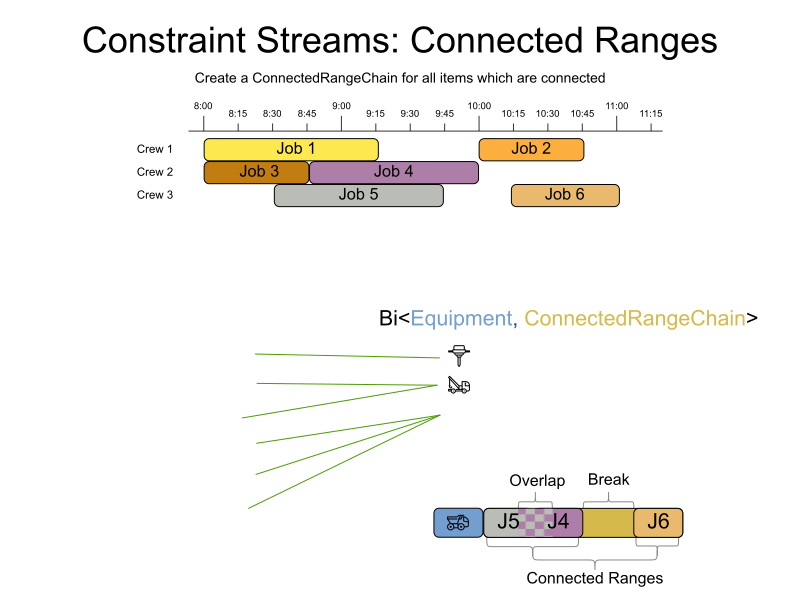 Constraint Streams: Connected Ranges
Create a ConnectedRangeChain for all items which are connected
8:00 8:15 8:30 8:45 9:00 9:15 9:30 9:45 10:00 10:15 10:30 10:45 11:00 11:15
Crew 1 Job 1 Job 2
Crew 2 Job 3 Job 4
Crew 3 Job 5 Job 6
Bi<Equipment, ConnectedRangeChain>
Overlap Break
J5 J4 J6
Connected Ranges